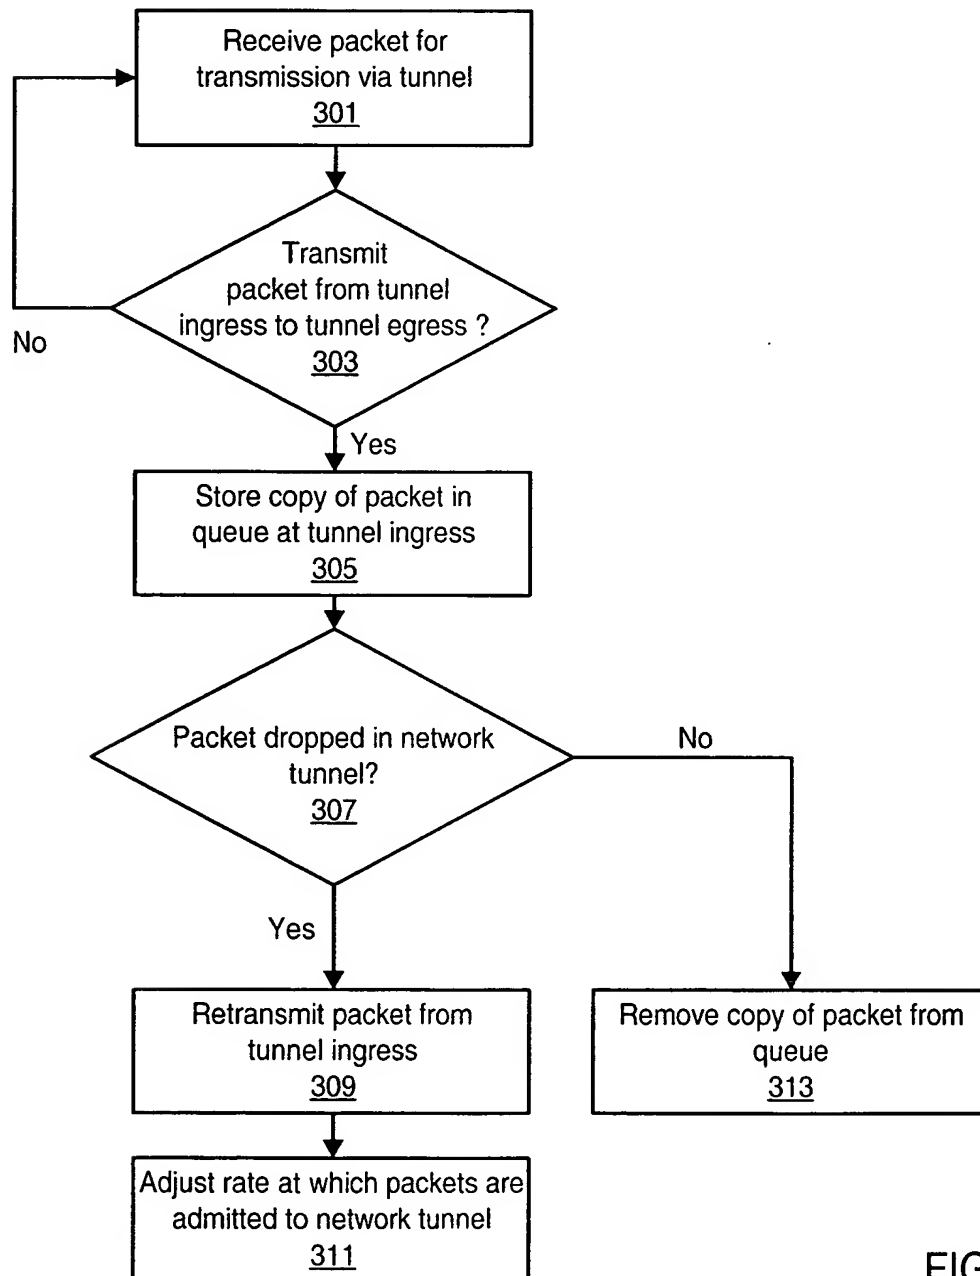 Receive packet for
transmission via tunnel
301
Transmit
packet from tunnel
ingress to tunnel egress ?
303
No
Yes
Store copy of packet in
queue at tunnel ingress
305
Packet dropped in network
tunnel?
307
No
Yes
Retransmit packet from
tunnel ingress
309
Remove copy of packet from
queue
313
Adjust rate at which packets are
admitted to network tunnel
311
FIG